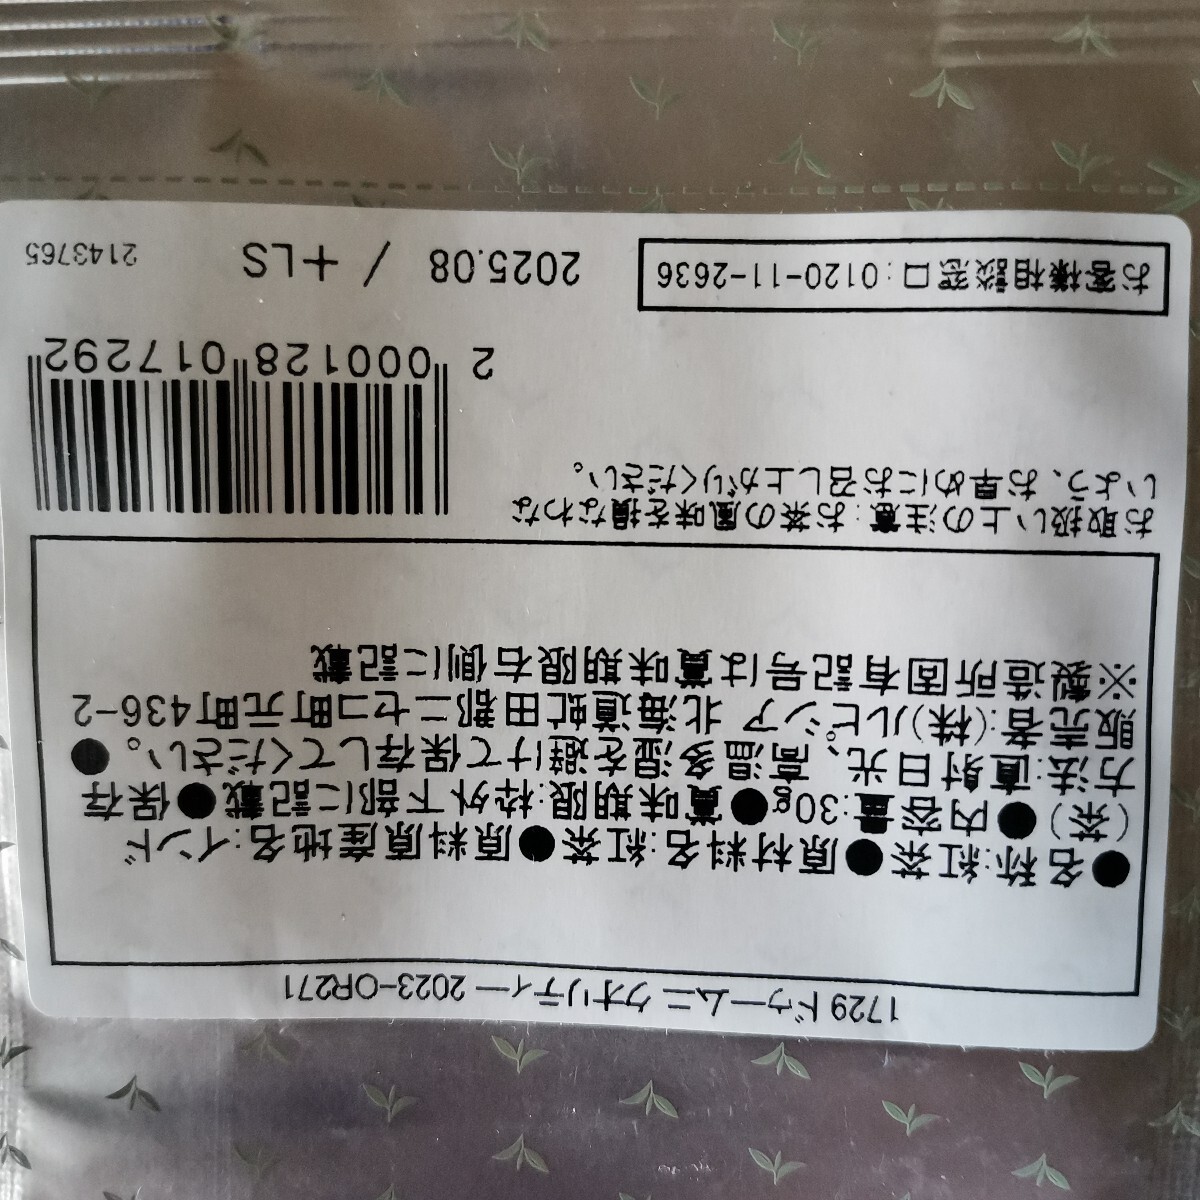 1729 ドゥームニ クオリティー 2023-OR271
●名称:紅茶●原材料名:紅茶●原料原産地名:インド
(茶)●内容量:30g●賞味期限:枠外下部に記載●保存
方法:直射日光、高温多湿を避けて保存してください。●
販売者:(株)ルピシア 北海道虻田郡ニセコ町元町436-2
※製造所固有記号は賞味期限右側に記載
お取扱い上の注意:お茶の風味を損なわな
いよう、お早めにお召し上がりください。
2 000128 017292
お客様相談窓口:0120-11-2636
2025.08 / +LS
2143765